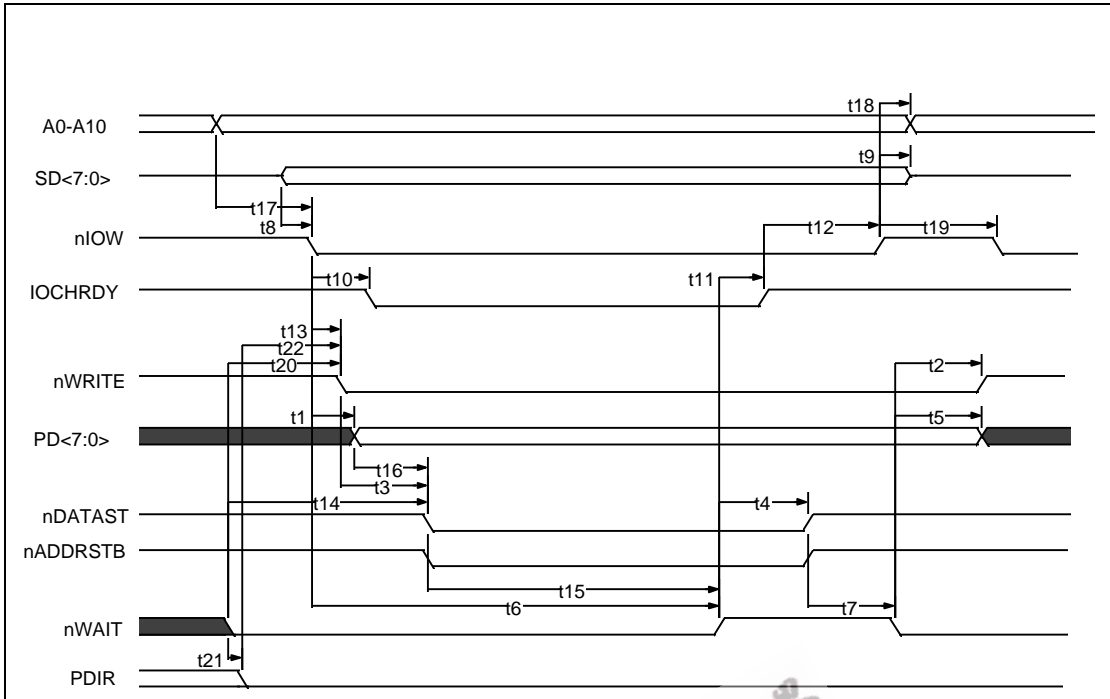 t18
A0-A10
t9
SD<7:0>
t17
t8
t12
t19
nIOW
t10
t11
IOCHRDY
t13
t22
t20
t2
nWRITE
t1
t5
PD<7:0>
t16
t3
t14
t4
nDATAST
nADDRSTB
t15
t6
t7
nWAIT
t21
PDIR